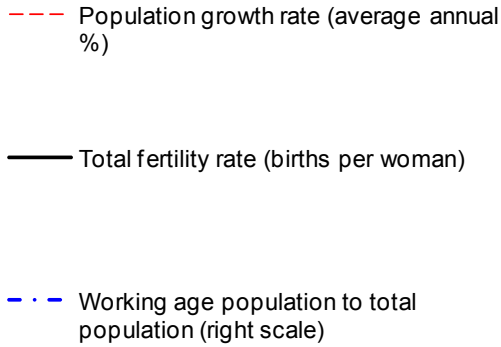 Population growth rate (average annual
%)
Total fertility rate (births per woman)
Working age population to total
population (right scale)